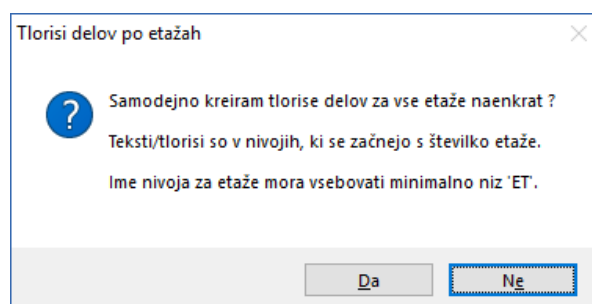 Tlorisi delov po etažah
Samodejno kreiram tlorise delov za vse etaže naenkrat ?
Teksti/tlorisi so v nivojih, ki se začnejo s številko etaže.
Ime nivoja za etaže mora vsebovati minimalno niz 'ET'.
Da
Ne